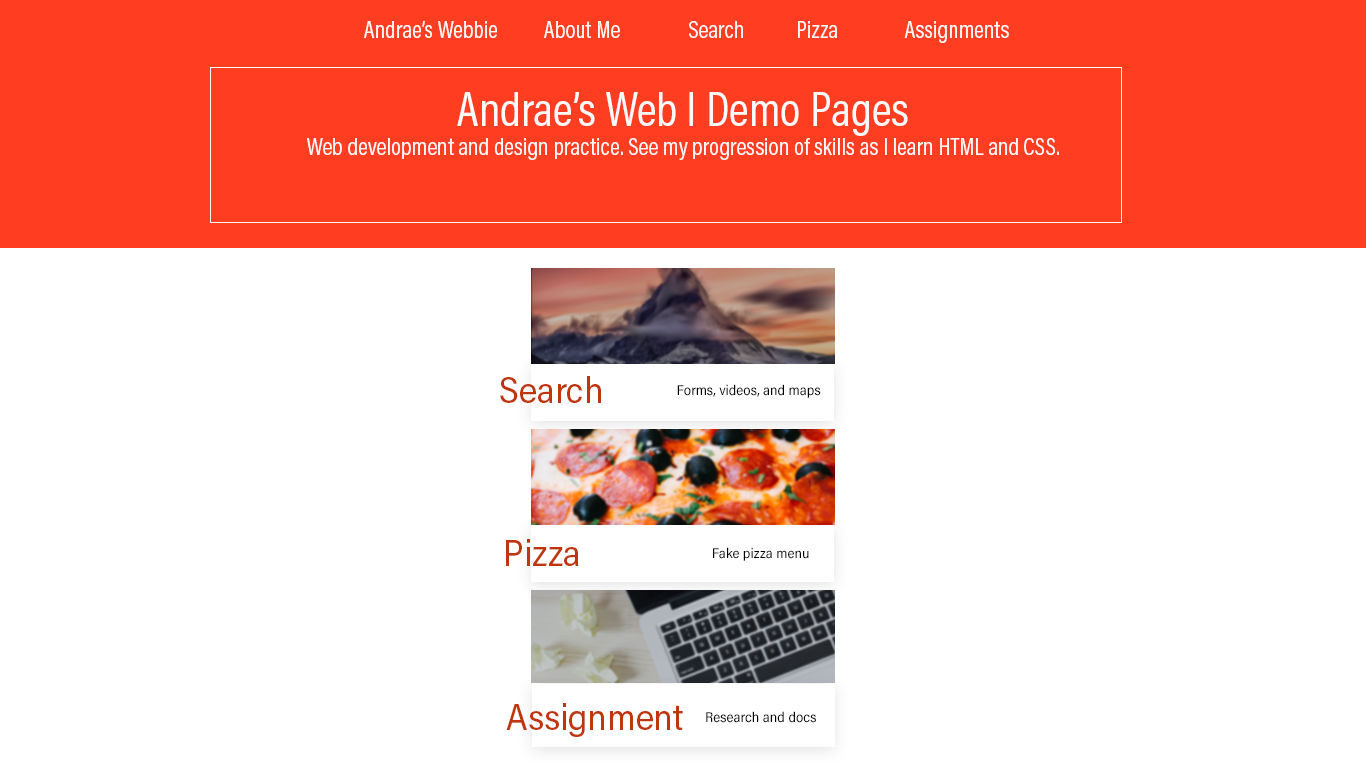 Andrae's Webbie About Me Search Pizza Assignments
Andrae's Web I Demo Pages
Web development and design practice. See my progression of skills as I learn HTML and CSS.
Search Forms, videos, and maps
Pizza Fake pizza menu
Assignment Research and docs